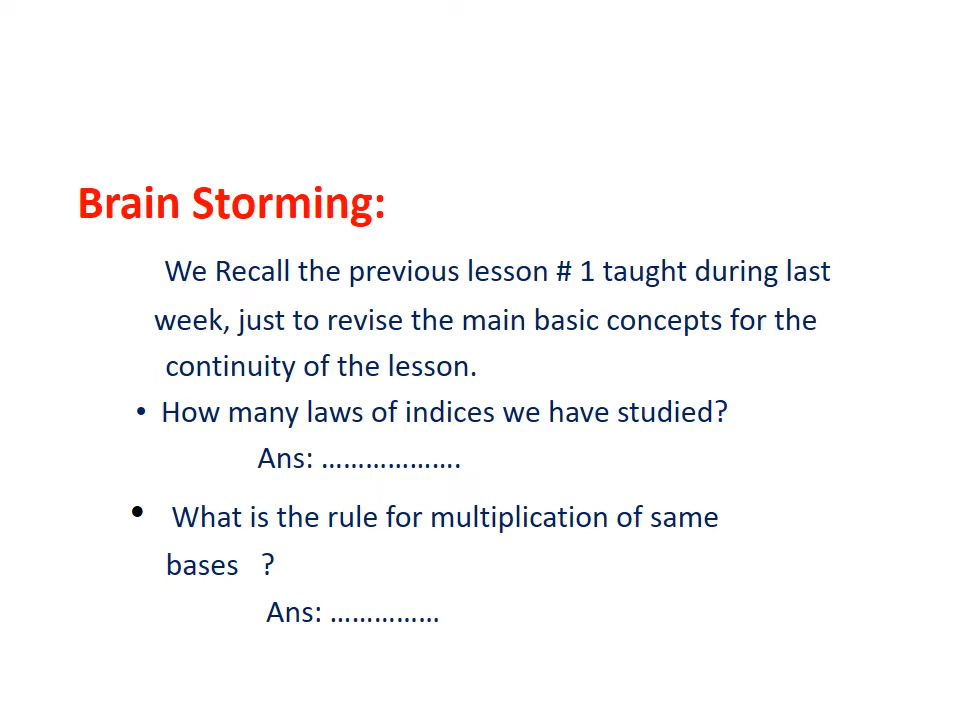 Brain Storming:
We Recall the previous lesson # 1 taught during last
week, just to revise the main basic concepts for the
continuity of the lesson.
• How many laws of indices we have studied?
Ans: ……………….
• What is the rule for multiplication of same
bases ?
Ans: ……………